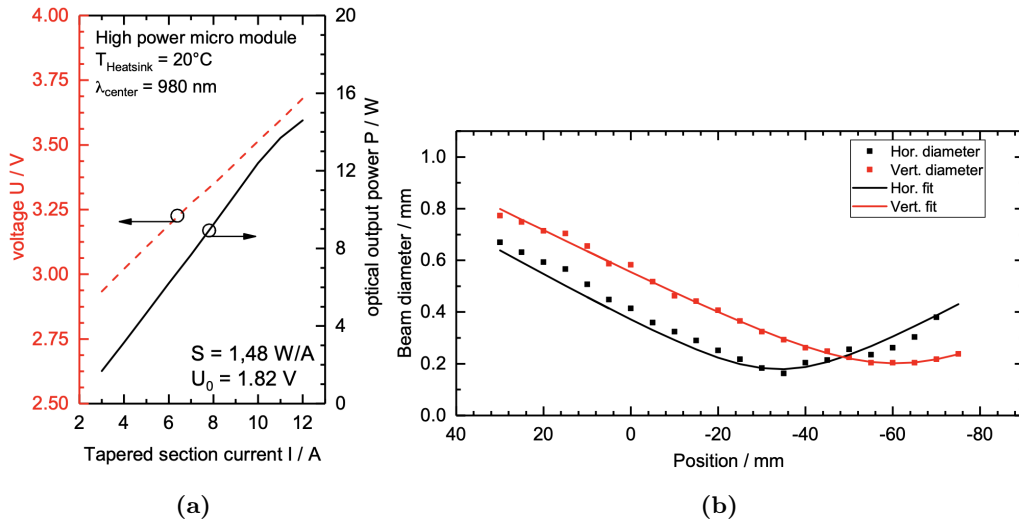 4.00
3.75
3.50
3.25
3.00
2.75
2.50
voltage U / V
20
16
12
8
4
0
optical output power P / W
High power micro module
T_Heatsink = 20°C
λ_center = 980 nm
S = 1,48 W/A
U_0 = 1.82 V
2 4 6 8 10 12
Tapered section current I / A
(a)
1.0
0.8
0.6
0.4
0.2
0.0
Beam diameter / mm
Hor. diameter
Vert. diameter
Hor. fit
Vert. fit
40 20 0 -20 -40 -60 -80
Position / mm
(b)